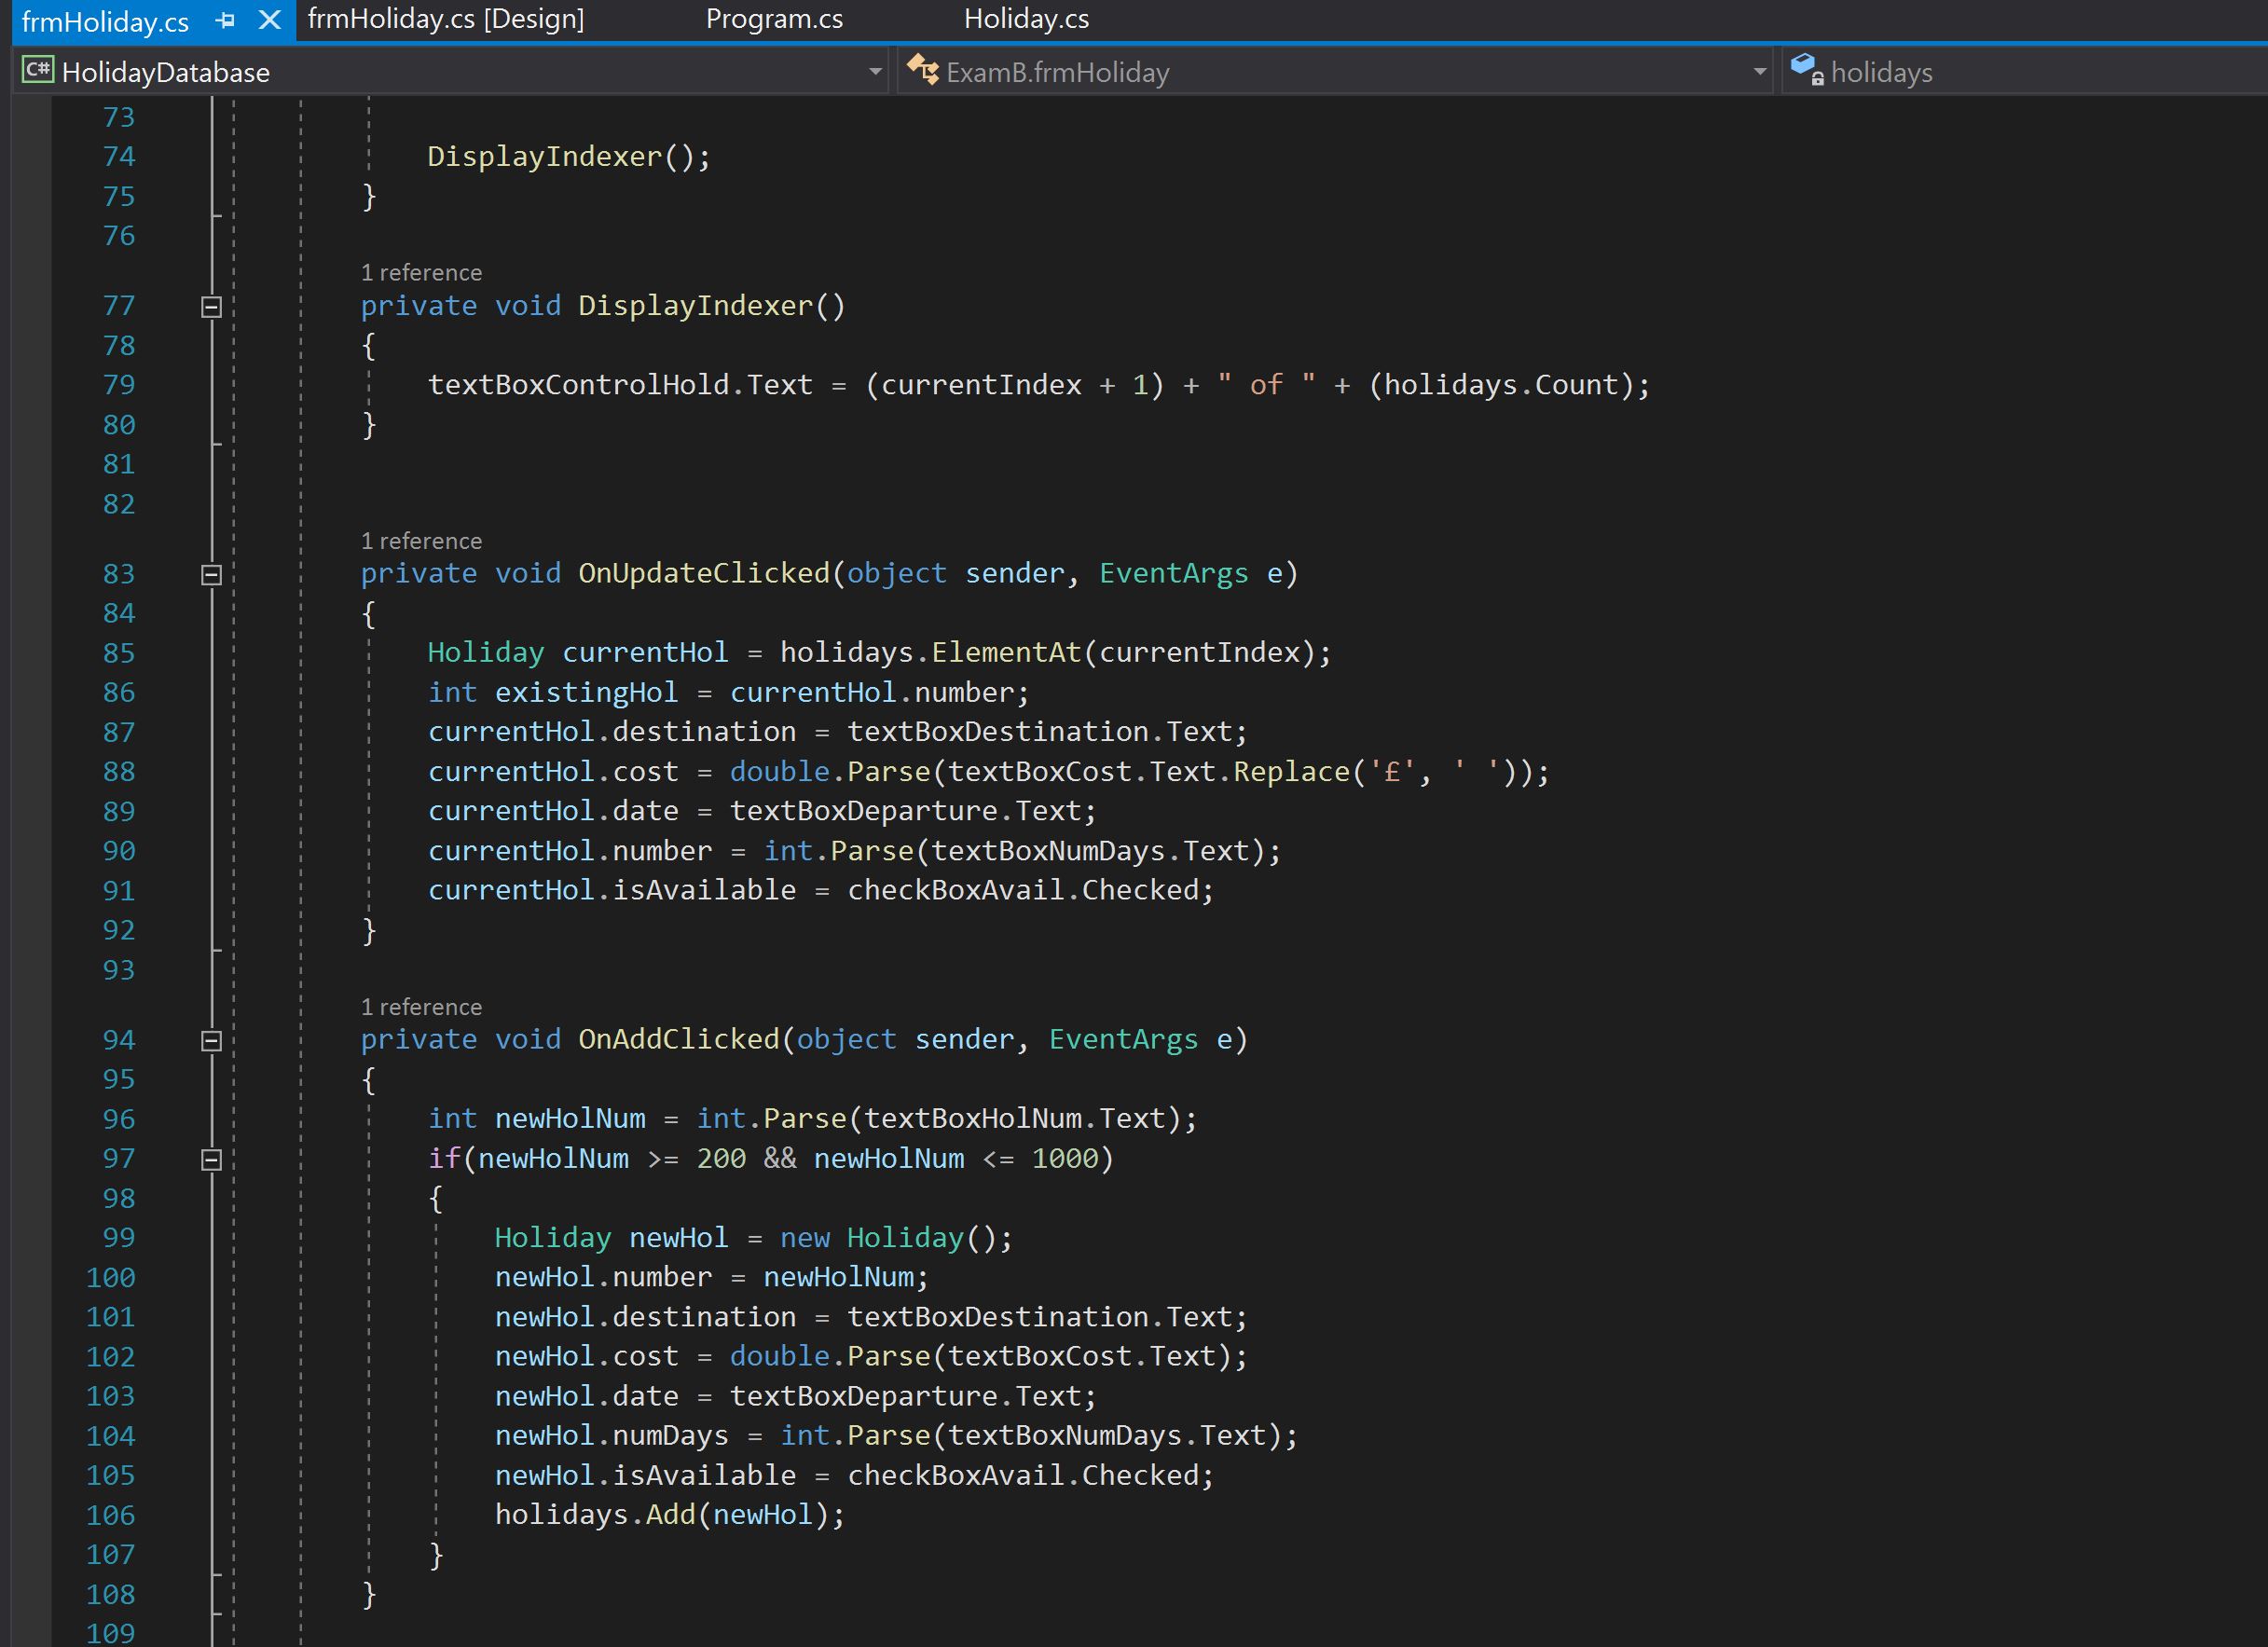 frmHoliday.cs frmHoliday.cs [Design] Program.cs Holiday.cs
C# HolidayDatabase ExamB.frmHoliday holidays
73
74 DisplayIndexer();
75 }
76
1 reference
77 private void DisplayIndexer()
78 {
79 textBoxControlHold.Text = (currentIndex + 1) + " of " + (holidays.Count);
80 }
81
82
1 reference
83 private void OnUpdateClicked(object sender, EventArgs e)
84 {
85 Holiday currentHol = holidays.ElementAt(currentIndex);
86 int existingHol = currentHol.number;
87 currentHol.destination = textBoxDestination.Text;
88 currentHol.cost = double.Parse(textBoxCost.Text.Replace('£', ' '));
89 currentHol.date = textBoxDeparture.Text;
90 currentHol.number = int.Parse(textBoxNumDays.Text);
91 currentHol.isAvailable = checkBoxAvail.Checked;
92 }
93
1 reference
94 private void OnAddClicked(object sender, EventArgs e)
95 {
96 int newHolNum = int.Parse(textBoxHolNum.Text);
97 if(newHolNum >= 200 && newHolNum <= 1000)
98 {
99 Holiday newHol = new Holiday();
100 newHol.number = newHolNum;
101 newHol.destination = textBoxDestination.Text;
102 newHol.cost = double.Parse(textBoxCost.Text);
103 newHol.date = textBoxDeparture.Text;
104 newHol.numDays = int.Parse(textBoxNumDays.Text);
105 newHol.isAvailable = checkBoxAvail.Checked;
106 holidays.Add(newHol);
107 }
108 }
109